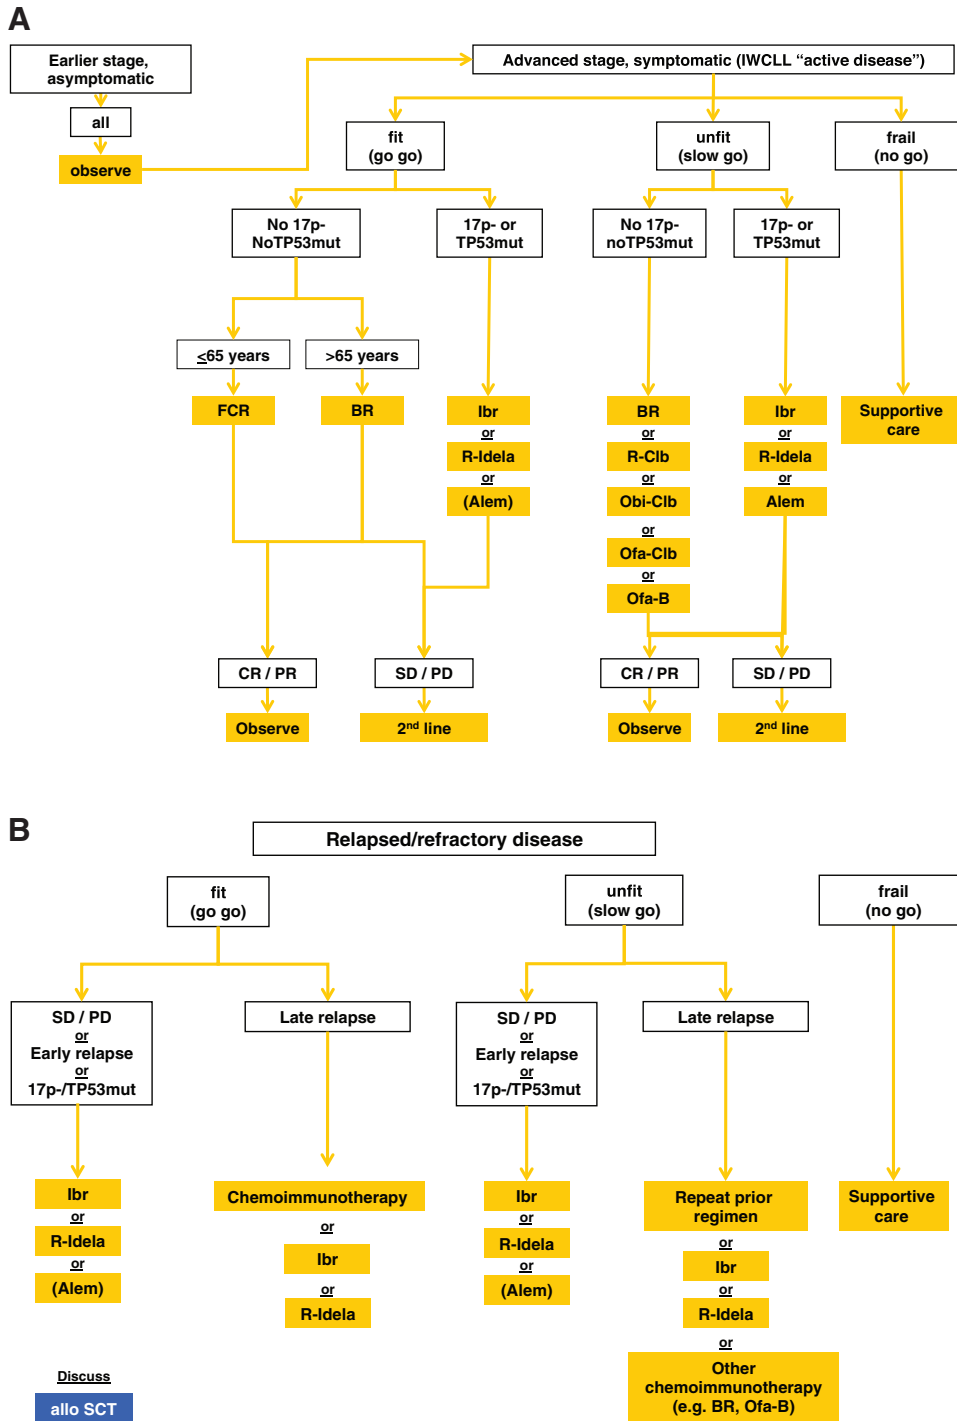 A
Earlier stage,
asymptomatic
Advanced stage, symptomatic (IWCLL “active disease”)
all
observe
fit
(go go)
unfit
(slow go)
frail
(no go)
No 17p-
NoTP53mut
17p- or
TP53mut
No 17p-
noTP53mut
17p- or
TP53mut
≤65 years
>65 years
FCR
BR
Ibr
or
R-Idela
or
(Alem)
BR
or
R-Clb
or
Obi-Clb
or
Ofa-Clb
or
Ofa-B
Ibr
or
R-Idela
or
Alem
Supportive
care
CR / PR
SD / PD
CR / PR
SD / PD
Observe
2nd line
Observe
2nd line
B
Relapsed/refractory disease
fit
(go go)
unfit
(slow go)
frail
(no go)
SD / PD
or
Early relapse
or
17p-/TP53mut
Late relapse
SD / PD
or
Early relapse
or
17p-/TP53mut
Late relapse
Ibr
or
R-Idela
or
(Alem)
Chemoimmunotherapy
or
Ibr
or
R-Idela
Ibr
or
R-Idela
or
(Alem)
Repeat prior
regimen
or
Ibr
or
R-Idela
or
Other
chemoimmunotherapy
(e.g. BR, Ofa-B)
Supportive
care
Discuss
allo SCT